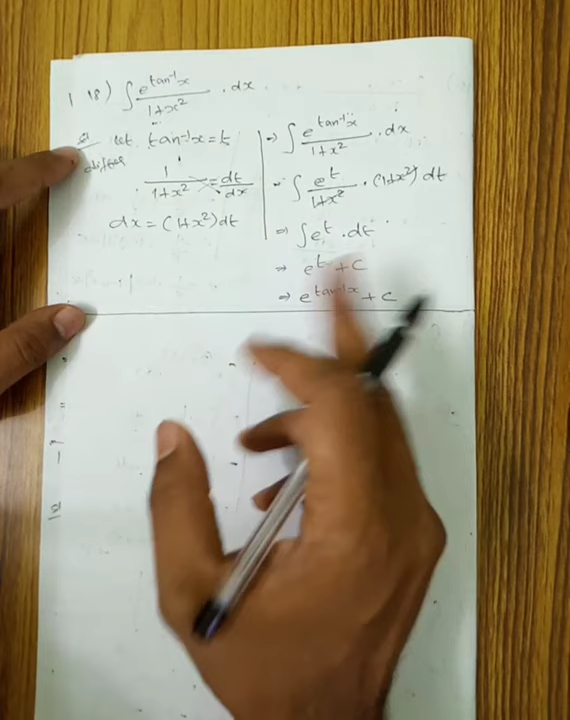 18) ∫ e^tan⁻¹x / 1+x² . dx
let tan⁻¹x = t
1 / 1+x² = dt / dx
dx = (1+x²) dt
⇒ ∫ e^tan⁻¹x / 1+x² . dx
∫ e^t / 1+x² . (1+x²) dt
⇒ ∫ e^t . dt
⇒ e^t + C
⇒ e^tan⁻¹x + C